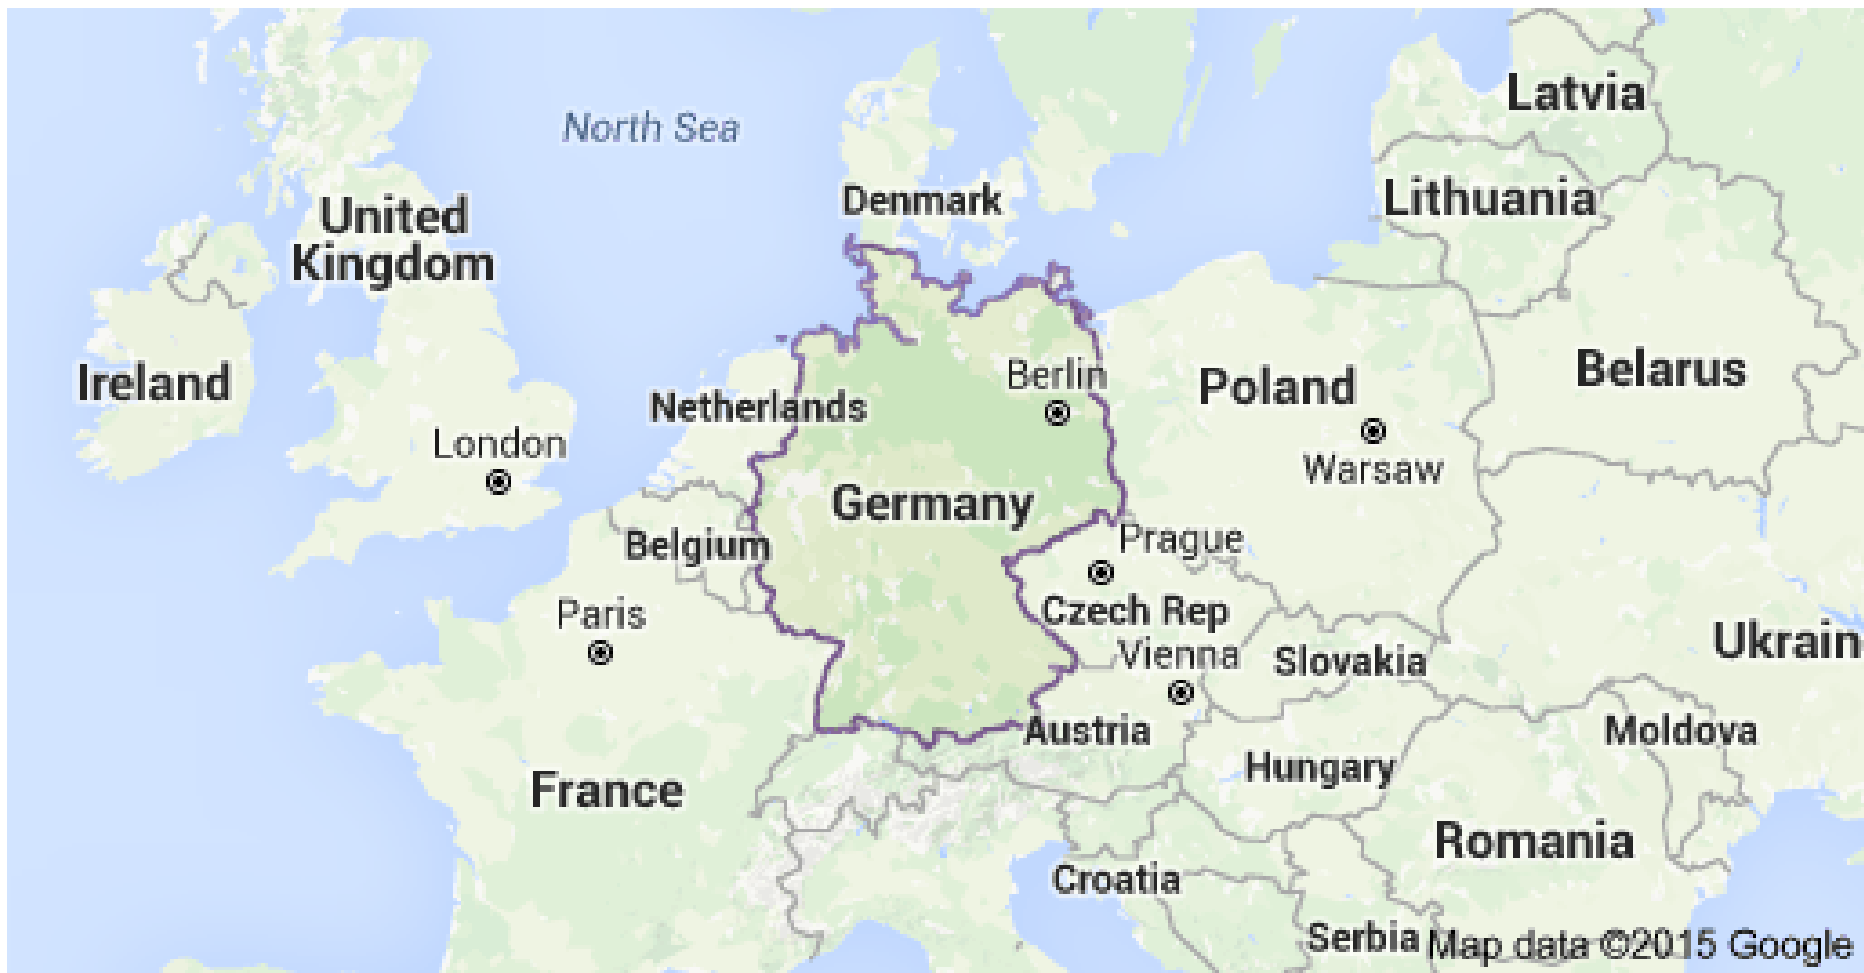 Latvia
North Sea
Denmark
Lithuania
United
Kingdom
Ireland
Berlin
Poland
Belarus
Netherlands
London
Warsaw
Germany
Belgium
Prague
Paris
Czech Rep
Vienna
Slovakia
Ukrain
Austria
Moldova
Hungary
France
Romania
Croatia
Serbia
Map data ©2015 Google